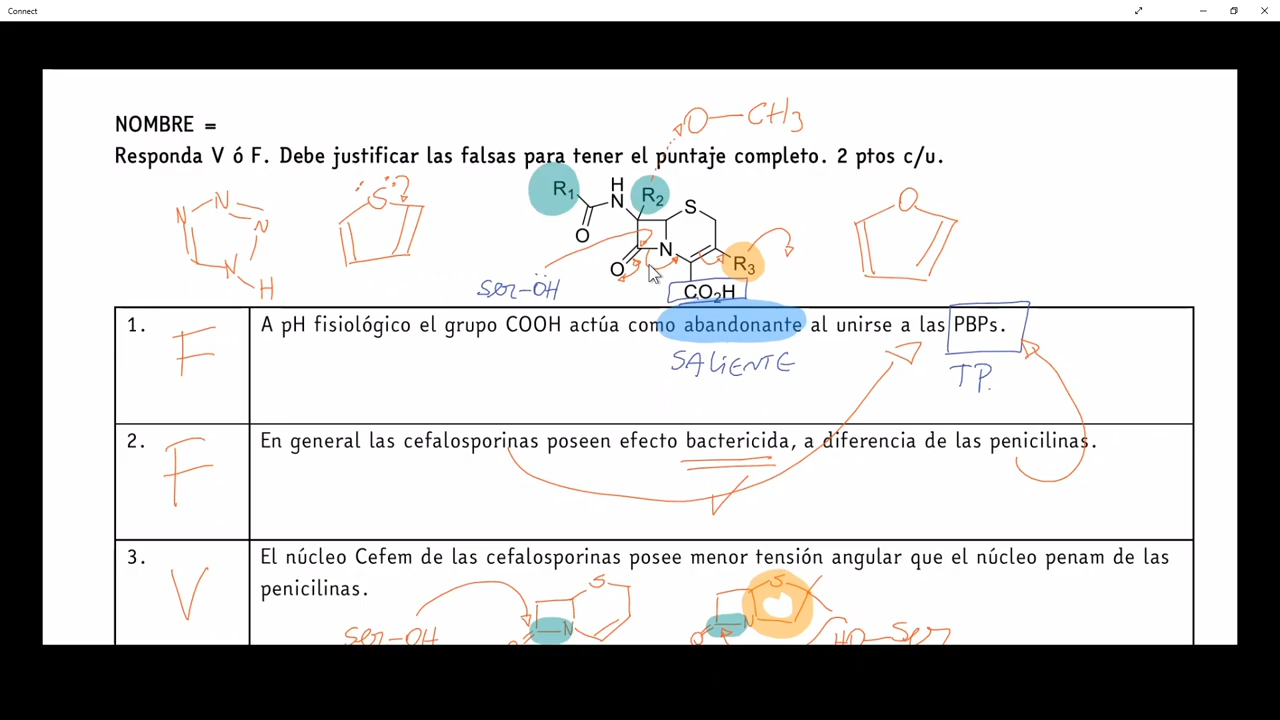 Connect
O—CH3
NOMBRE =
Responda V ó F. Debe justificar las falsas para tener el puntaje completo. 2 ptos c/u.
N N N N H
S
R1 O H N R2 S N O R3 CO2H
O
ser-ÖH
1. F A pH fisiológico el grupo COOH actúa como abandonante al unirse a las PBPs.
SALIENTE TP.
2. F En general las cefalosporinas poseen efecto bactericida, a diferencia de las penicilinas.
3. V El núcleo Cefem de las cefalosporinas posee menor tensión angular que el núcleo penam de las
penicilinas.
S N S N
ser-OH O O HO-Ser